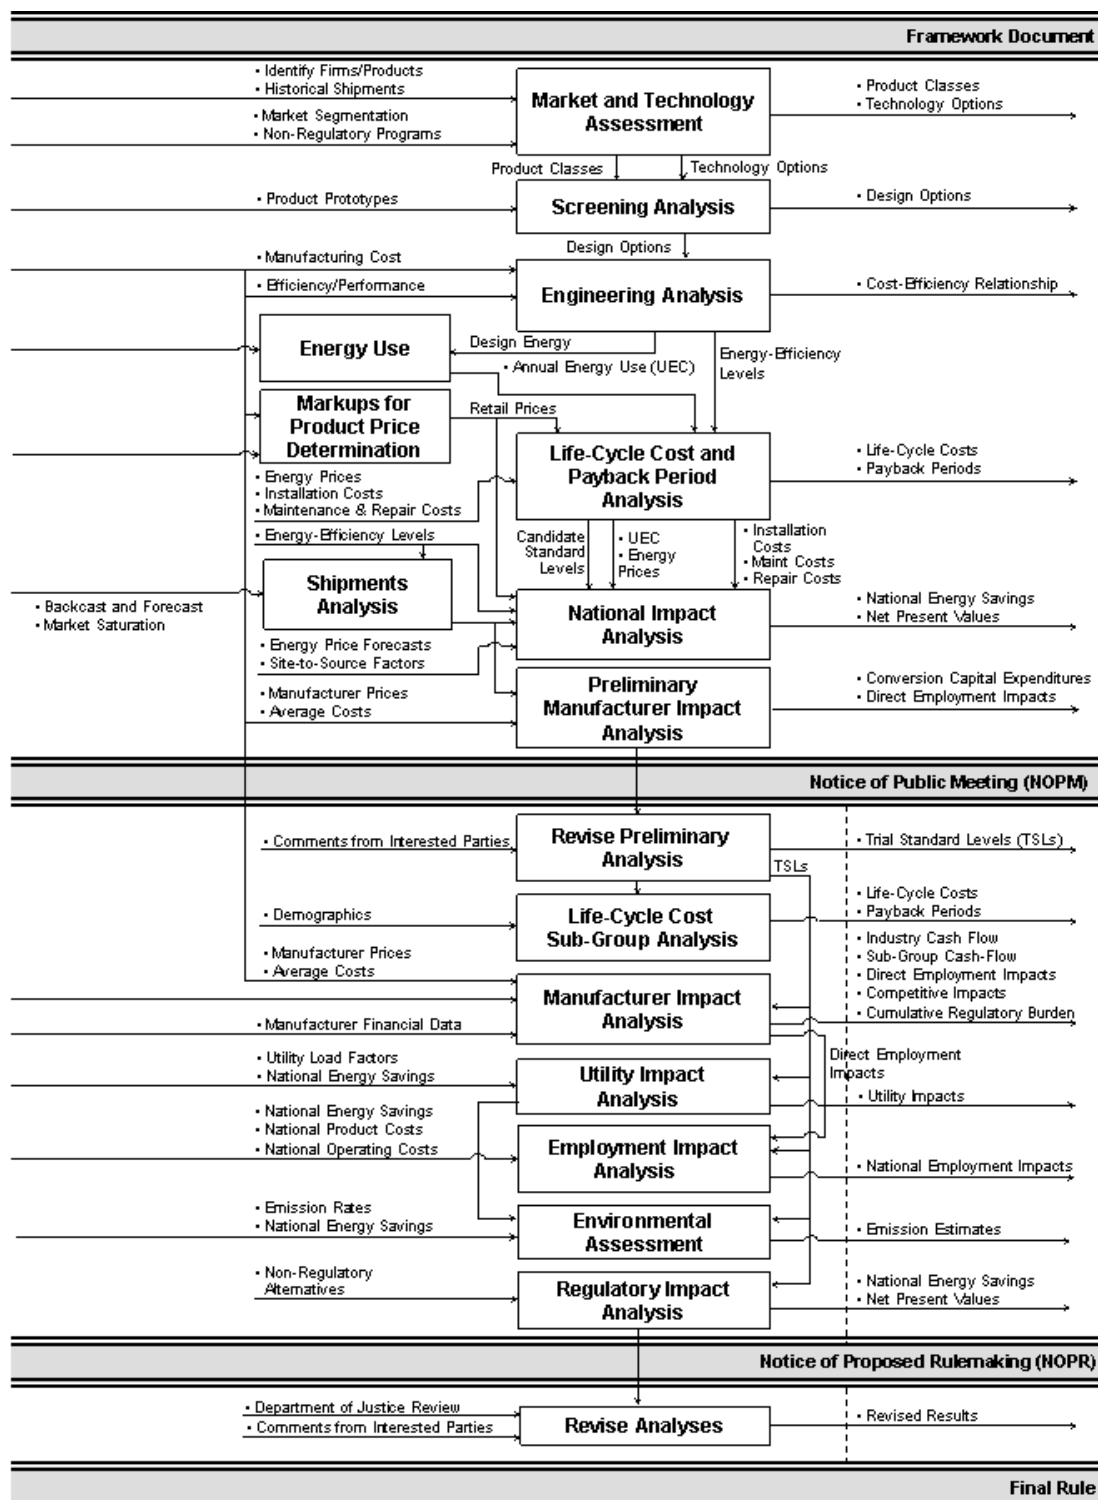 Framework Document
• Identify Firms/Products
• Historical Shipments
• Market Segmentation
• Non-Regulatory Programs
Market and Technology
Assessment
• Product Classes
• Technology Options
Product Classes
Technology Options
• Product Prototypes
Screening Analysis
• Design Options
Design Options
• Manufacturing Cost
• Efficiency/Performance
Engineering Analysis
• Cost-Efficiency Relationship
Energy Use
Design Energy
• Annual Energy Use (UEC)
Energy-Efficiency
Levels
Markups for
Product Price
Determination
Retail Prices
Life-Cycle Cost and
Payback Period
Analysis
• Life-Cycle Costs
• Payback Periods
• Energy Prices
• Installation Costs
• Maintenance & Repair Costs
• Energy-Efficiency Levels
Candidate
Standard
Levels
• UEC
• Energy
Prices
• Installation
Costs
• Maint Costs
• Repair Costs
Shipments
Analysis
• Backcast and Forecast
• Market Saturation
National Impact
Analysis
• National Energy Savings
• Net Present Values
• Energy Price Forecasts
• Site-to-Source Factors
• Manufacturer Prices
• Average Costs
Preliminary
Manufacturer Impact
Analysis
• Conversion Capital Expenditures
• Direct Employment Impacts
Notice of Public Meeting (NOPM)
• Comments from Interested Parties
Revise Preliminary
Analysis
• Trial Standard Levels (TSLs)
TSLs
• Demographics
Life-Cycle Cost
Sub-Group Analysis
• Life-Cycle Costs
• Payback Periods
• Manufacturer Prices
• Average Costs
• Industry Cash Flow
• Sub-Group Cash-Flow
• Direct Employment Impacts
• Competitive Impacts
• Cumulative Regulatory Burden
Manufacturer Impact
Analysis
• Manufacturer Financial Data
Direct Employment
Impacts
• Utility Load Factors
• National Energy Savings
Utility Impact
Analysis
• Utility Impacts
• National Energy Savings
• National Product Costs
• National Operating Costs
Employment Impact
Analysis
• National Employment Impacts
• Emission Rates
• National Energy Savings
Environmental
Assessment
• Emission Estimates
• Non-Regulatory
Alternatives
Regulatory Impact
Analysis
• National Energy Savings
• Net Present Values
Notice of Proposed Rulemaking (NOPR)
• Department of Justice Review
• Comments from Interested Parties
Revise Analyses
• Revised Results
Final Rule